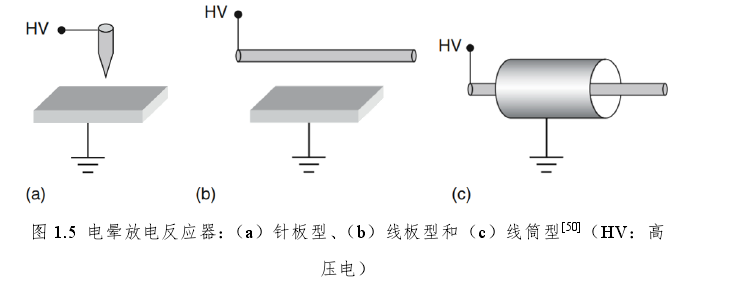 HV
HV
HV
(a)
(b)
(c)
图 1.5 电晕放电反应器：（a）针板型、（b）线板型和（c）线筒型[50]（HV：高
压电）